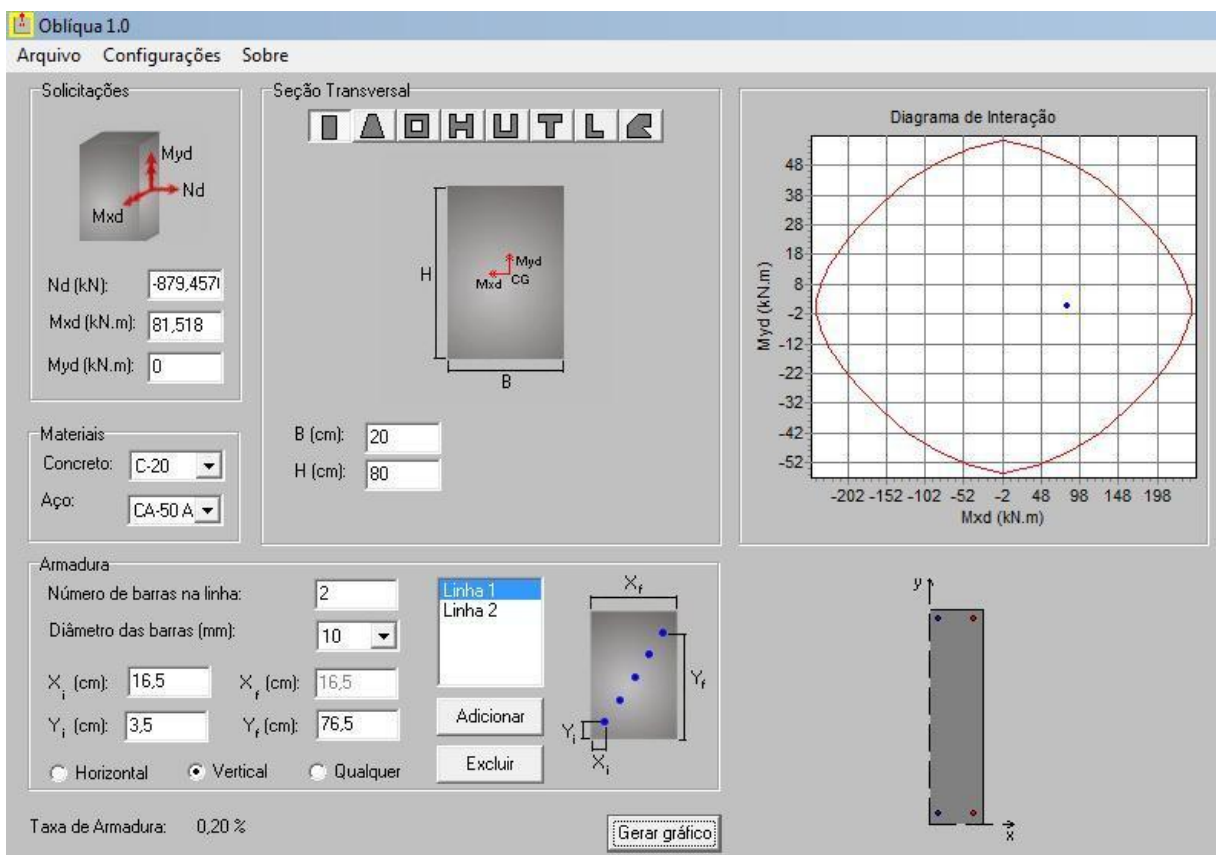 Oblíqua 1.0
Arquivo Configurações Sobre
Solicitações
Myd
Nd
Mxd
Nd (kN): -879,4570
Mxd (kN.m): 81,518
Myd (kN.m): 0
Materiais
Concreto: C-20
Aço: CA-50 A
Seção Transversal
H
Myd
Mxd CG
B
B (cm): 20
H (cm): 80
Diagrama de Interação
Myd (kN.m)
48
38
28
18
8
-2
-12
-22
-32
-42
-52
-202 -152 -102 -52 -2 48 98 148 198
Mxd (kN.m)
Armadura
Número de barras na linha: 2
Diâmetro das barras (mm): 10
Xi (cm): 16,5 Xf (cm): 16,5
Yi (cm): 3,5 Yf (cm): 76,5
Horizontal Vertical Qualquer
Linha 1
Linha 2
Adicionar
Excluir
Xf
Yf
Yi
Xi
Taxa de Armadura: 0,20 %
Gerar gráfico
y
x